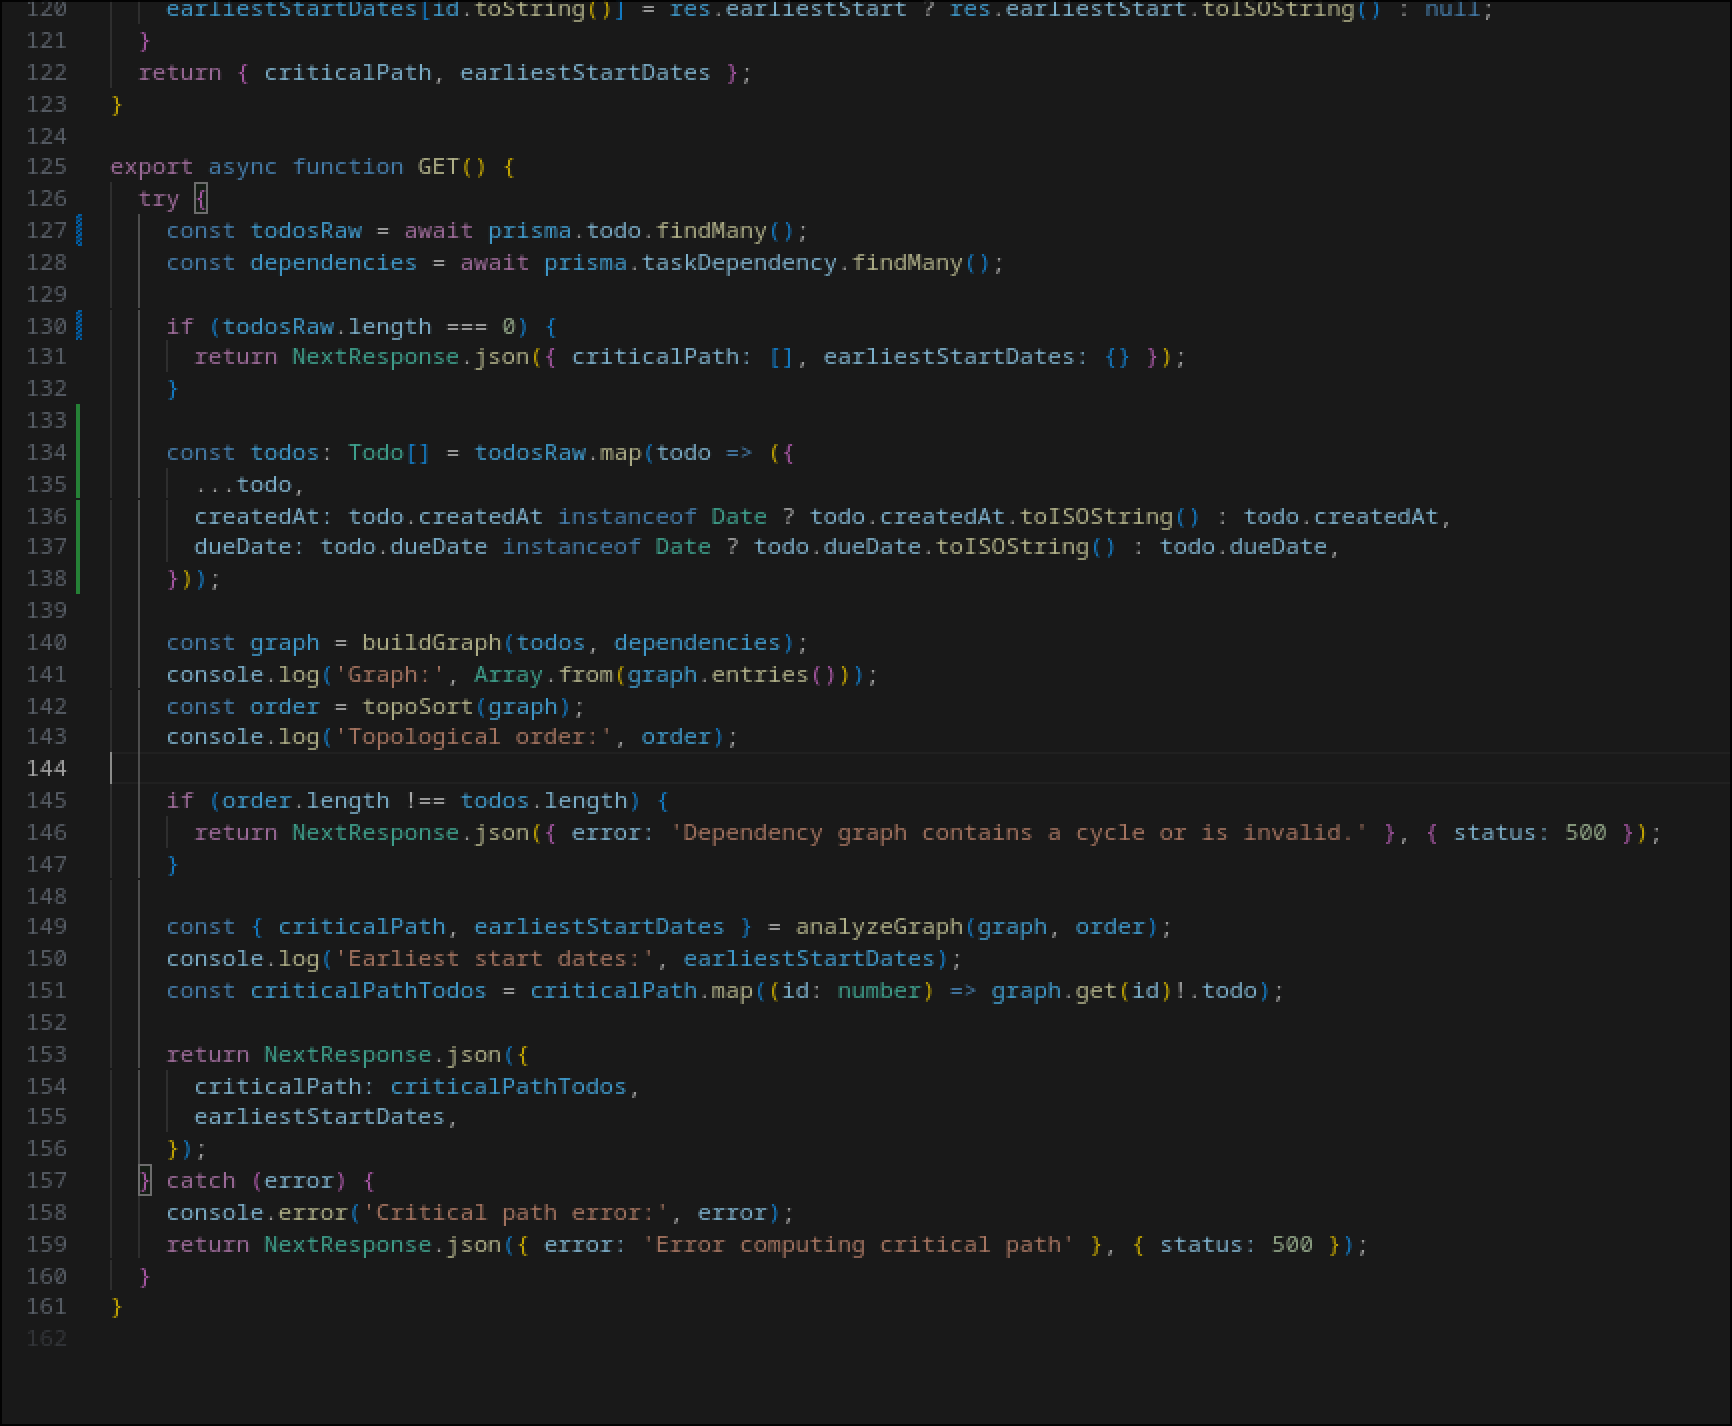 120 earliestStartDates[id.toString()] = res.earliestStart ? res.earliestStart.toISOString() : null;
121 }
122 return { criticalPath, earliestStartDates };
123 }
124
125 export async function GET() {
126 try {
127 const todosRaw = await prisma.todo.findMany();
128 const dependencies = await prisma.taskDependency.findMany();
129
130 if (todosRaw.length === 0) {
131 return NextResponse.json({ criticalPath: [], earliestStartDates: {} });
132 }
133
134 const todos: Todo[] = todosRaw.map(todo => ({
135 ...todo,
136 createdAt: todo.createdAt instanceof Date ? todo.createdAt.toISOString() : todo.createdAt,
137 dueDate: todo.dueDate instanceof Date ? todo.dueDate.toISOString() : todo.dueDate,
138 }));
139
140 const graph = buildGraph(todos, dependencies);
141 console.log('Graph:', Array.from(graph.entries()));
142 const order = topoSort(graph);
143 console.log('Topological order:', order);
144
145 if (order.length !== todos.length) {
146 return NextResponse.json({ error: 'Dependency graph contains a cycle or is invalid.' }, { status: 500 });
147 }
148
149 const { criticalPath, earliestStartDates } = analyzeGraph(graph, order);
150 console.log('Earliest start dates:', earliestStartDates);
151 const criticalPathTodos = criticalPath.map((id: number) => graph.get(id)!.todo);
152
153 return NextResponse.json({
154 criticalPath: criticalPathTodos,
155 earliestStartDates,
156 });
157 } catch (error) {
158 console.error('Critical path error:', error);
159 return NextResponse.json({ error: 'Error computing critical path' }, { status: 500 });
160 }
161 }
162